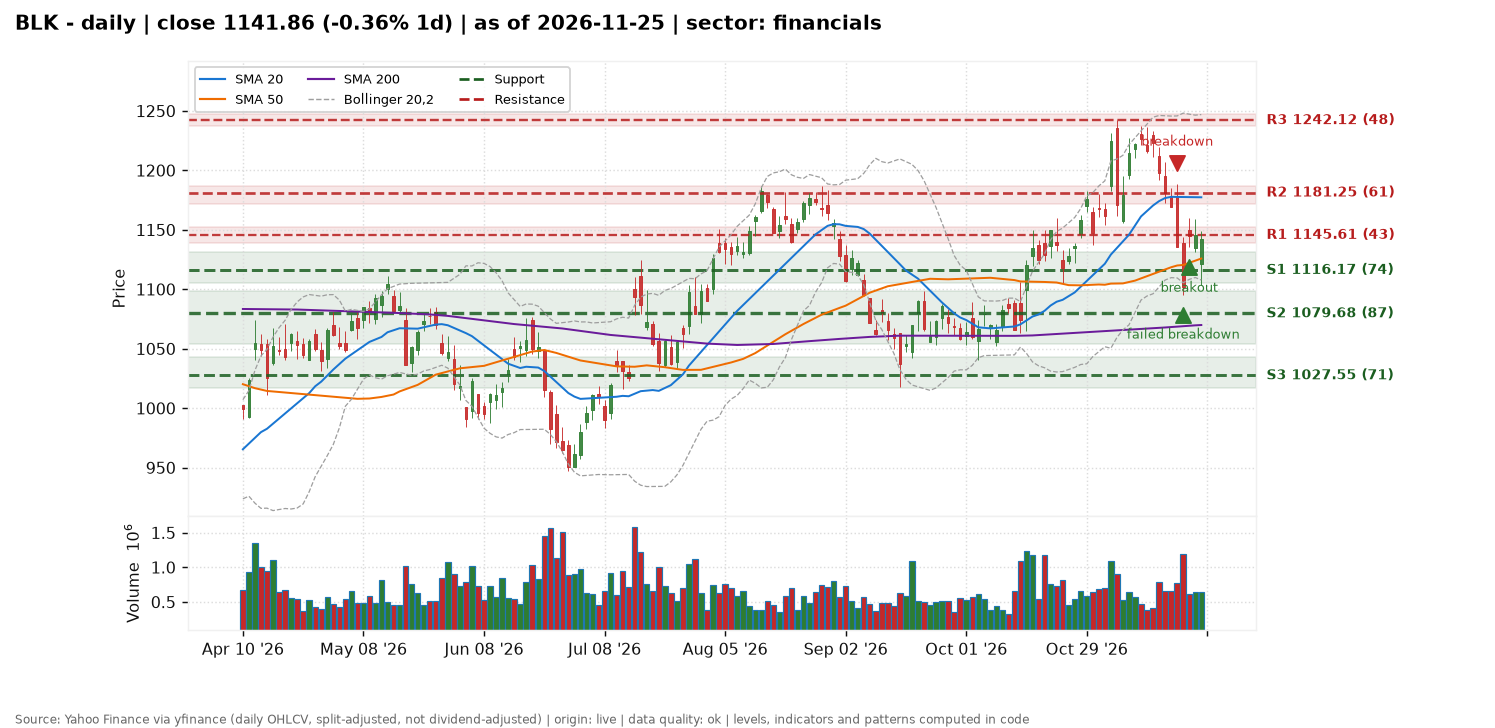 BLK - daily | close 1141.86 (-0.36% 1d) | as of 2026-11-25 | sector: financials
SMA 20
SMA 50
SMA 200
Bollinger 20,2
Support
Resistance
Price
1250
1200
1150
1100
1050
1000
950
R3 1242.12 (48)
R2 1181.25 (61)
R1 1145.61 (43)
S1 1116.17 (74)
S2 1079.68 (87)
S3 1027.55 (71)
breakdown
breakout
failed breakdown
Volume 10⁶
1.5
1.0
0.5
Apr 10 '26
May 08 '26
Jun 08 '26
Jul 08 '26
Aug 05 '26
Sep 02 '26
Oct 01 '26
Oct 29 '26
Source: Yahoo Finance via yfinance (daily OHLCV, split-adjusted, not dividend-adjusted) | origin: live | data quality: ok | levels, indicators and patterns computed in code